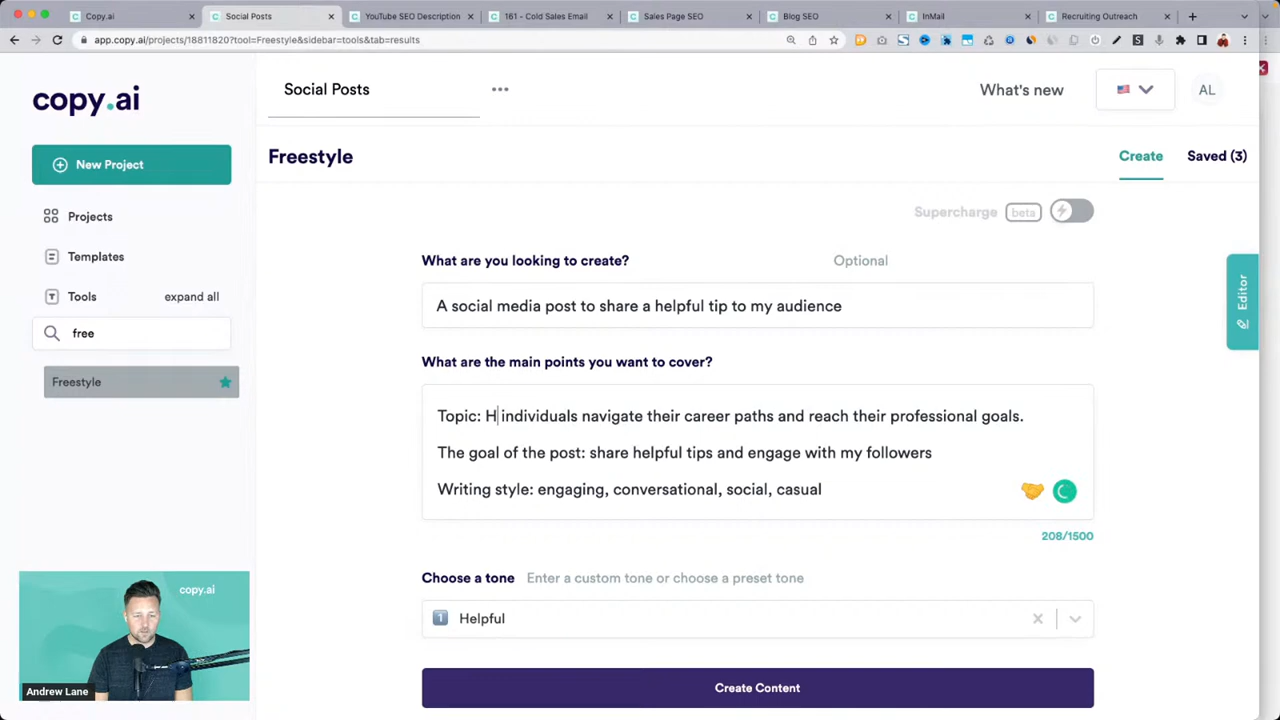 Copy.ai
Social Posts
YouTube SEO Description
161 - Cold Sales Email
Sales Page SEO
Blog SEO
InMail
Recruiting Outreach
app.copy.ai/projects/18811820?tool=Freestyle&sidebar=tools&tab=results
copy.ai
Social Posts
What's new
AL
New Project
Freestyle
Create
Saved (3)
Projects
Supercharge beta
Templates
What are you looking to create?
Optional
Tools
expand all
A social media post to share a helpful tip to my audience
free
Editor
What are the main points you want to cover?
Freestyle
Topic: H individuals navigate their career paths and reach their professional goals.
The goal of the post: share helpful tips and engage with my followers
Writing style: engaging, conversational, social, casual
208/1500
Choose a tone
Enter a custom tone or choose a preset tone
copy.ai
1
Helpful
Andrew Lane
Create Content